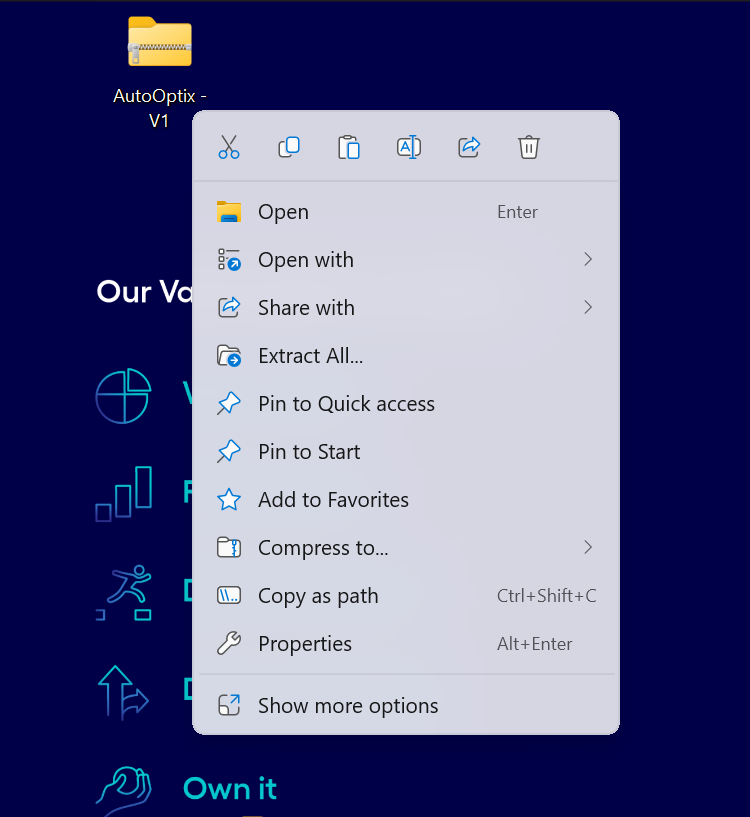 AutoOptix -
V1
Our Va
Open Enter
Open with
Share with
Extract All...
Pin to Quick access
Pin to Start
Add to Favorites
Compress to...
Copy as path Ctrl+Shift+C
Properties Alt+Enter
Show more options
Own it